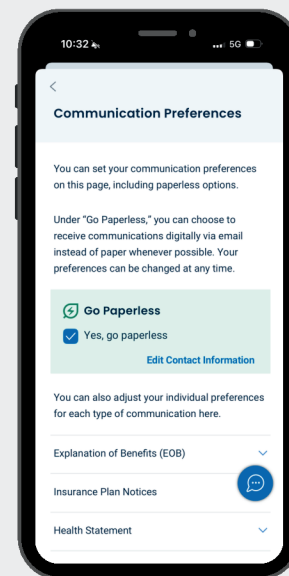 10:32
5G
Communication Preferences
You can set your communication preferences
on this page, including paperless options.
Under “Go Paperless,” you can choose to
receive communications digitally via email
instead of paper whenever possible. Your
preferences can be changed at any time.
Go Paperless
Yes, go paperless
Edit Contact Information
You can also adjust your individual preferences
for each type of communication here.
Explanation of Benefits (EOB)
Insurance Plan Notices
Health Statement